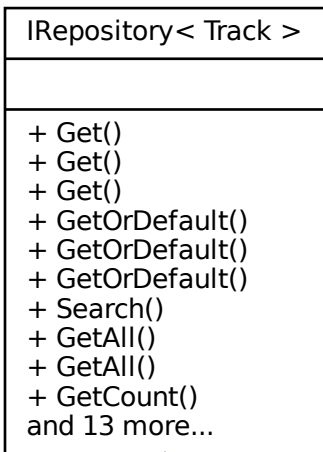 IRepository< Track >
+ Get()
+ Get()
+ Get()
+ GetOrDefault()
+ GetOrDefault()
+ GetOrDefault()
+ Search()
+ GetAll()
+ GetAll()
+ GetCount()
and 13 more...